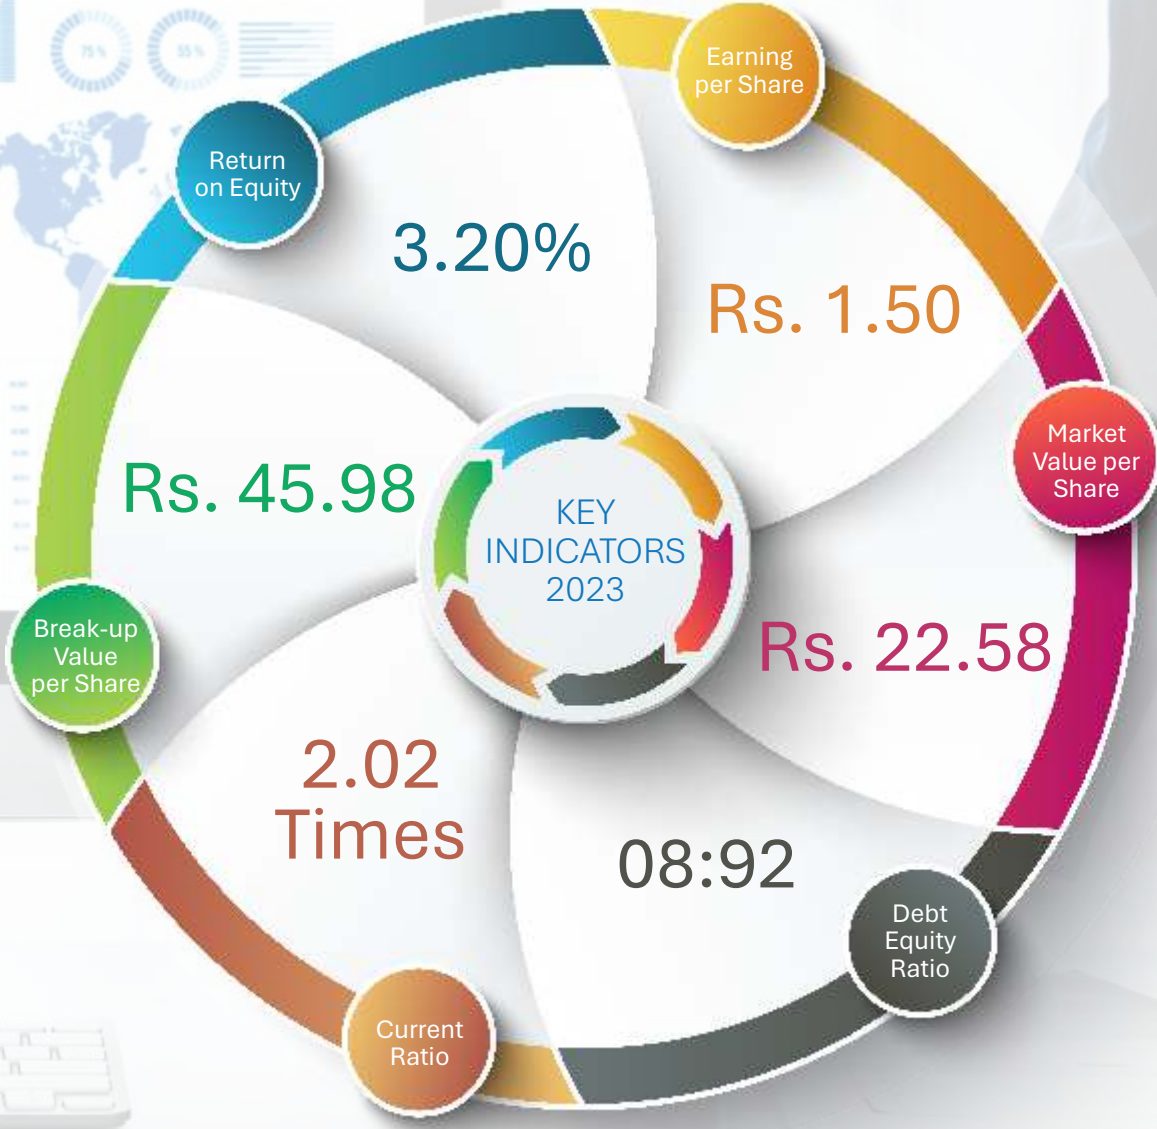 75 %
55 %
Earning
per Share
Return
on Equity
3.20%
Rs. 1.50
Market
Value per
Share
Rs. 45.98
KEY
INDICATORS
2023
Rs. 22.58
Break-up
Value
per Share
2.02
Times
08:92
Debt
Equity
Ratio
Current
Ratio